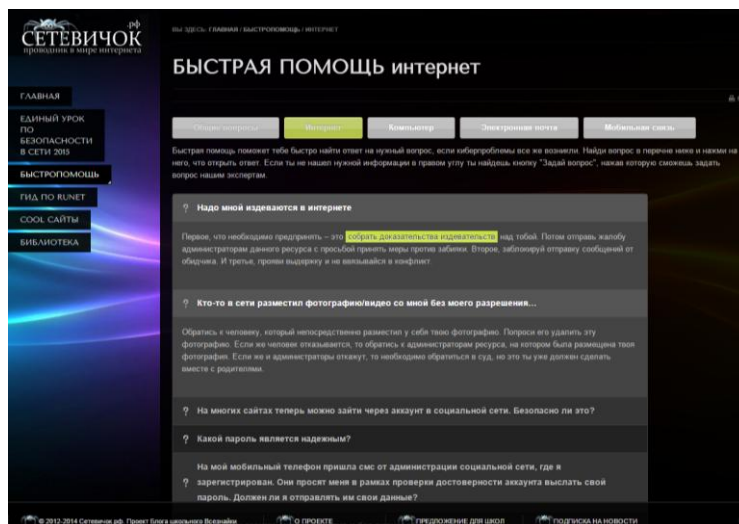 .рф
СЕТЕВИЧОК
проводник в мире интернета
ВЫ ЗДЕСЬ: ГЛАВНАЯ / БЫСТРОПОМОЩЬ / ИНТЕРНЕТ
БЫСТРАЯ ПОМОЩЬ интернет
ГЛАВНАЯ
ЕДИНЫЙ УРОК
ПО
БЕЗОПАСНОСТИ
В СЕТИ 2015
БЫСТРОПОМОЩЬ
ГИД ПО RUNET
COOL САЙТЫ
БИБЛИОТЕКА
Общие вопросы Интернет Компьютер Электронная почта Мобильная связь
Быстрая помощь поможет тебе быстро найти ответ на нужный вопрос, если киберпроблемы все же возникли. Найди вопрос в перечне ниже и нажми на
него, что открыть ответ. Если ты не нашел нужной информации в правом углу ты найдешь кнопку "Задай вопрос", нажав которую сможешь задать
вопрос нашим экспертам.
? Надо мной издеваются в интернете
Первое, что необходимо предпринять – это собрать доказательства издевательств над тобой. Потом отправь жалобу
администраторам данного ресурса с просьбой принять меры против забияки. Второе, заблокируй отправку сообщений от
обидчика. И третье, прояви выдержку и не ввязывайся в конфликт.
? Кто-то в сети разместил фотографию/видео со мной без моего разрешения...
Обратись к человеку, который непосредственно разместил у себя твою фотографию. Попроси его удалить эту
фотографию. Если же человек отказывается, то обратись к администраторам ресурса, на котором была размещена твоя
фотография. Если же и администраторы откажут, то необходимо обратиться в суд, но это ты уже должен сделать
вместе с родителями.
? На многих сайтах теперь можно зайти через аккаунт в социальной сети. Безопасно ли это?
? Какой пароль является надежным?
На мой мобильный телефон пришла смс от администрации социальной сети, где я
? зарегистрирован. Они просят меня в рамках проверки достоверности аккаунта выслать свой
пароль. Должен ли я отправлять им свои данные?
© 2012-2014 Сетевичок.рф. Проект Блога школьного Всезнайки О ПРОЕКТЕ ПРЕДЛОЖЕНИЕ ДЛЯ ШКОЛ ПОДПИСКА НА НОВОСТИ